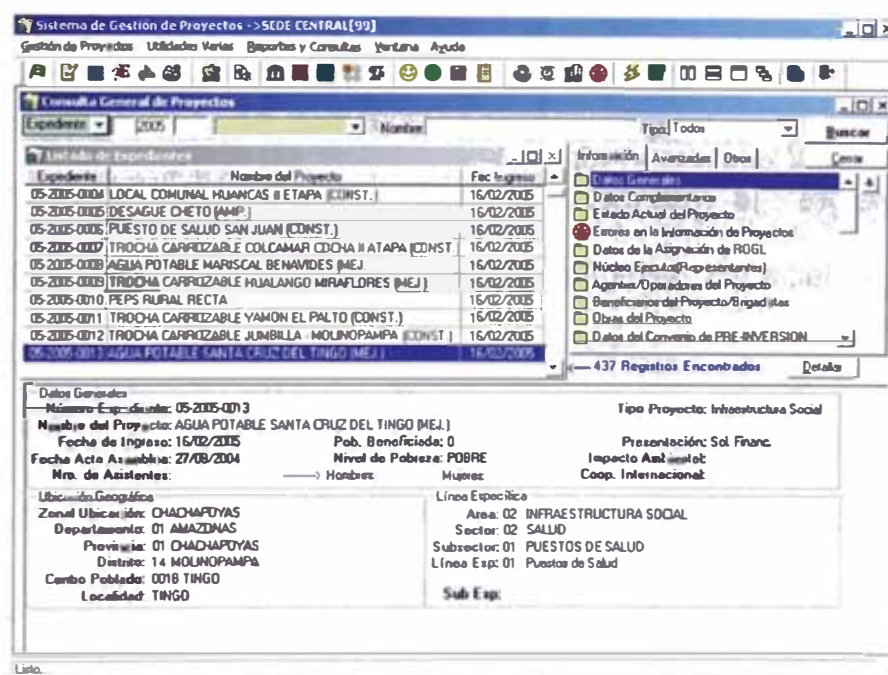 Sistema de Gestión de Proyectos ->SEDE CENTRAL[99]
Gestión de Proyectos Utilidades Varias Reportes y Consultas Ventana Ayuda
Consulta General de Proyectos
Expediente 2005 Nombre Tipo: Todos Buscar
Listado de Expedientes
Información Avanzadas Otros Cerrar
Expediente Nombre del Proyecto Fec Ingreso
05-2005-0004 LOCAL COMUNAL HUANCAS II ETAPA (CONST.) 16/02/2005
05-2005-0005 DESAGUE CHETO (AMP.) 16/02/2005
05-2005-0006 PUESTO DE SALUD SAN JUAN (CONST.) 16/02/2005
05-2005-0007 TROCHA CARROZABLE COLCAMAR COCHA II ATAPA (CONST. 16/02/2005
05-2005-0008 AGUA POTABLE MARISCAL BENAVIDES (MEJ. 16/02/2005
05-2005-0009 TROCHA CARROZABLE HUALANGO MIRAFLORES (MEJ.) 16/02/2005
05-2005-0010 PEPS RURAL RECTA 16/02/2005
05-2005-0011 TROCHA CARROZABLE YAMON EL PALTO (CONST.) 16/02/2005
05-2005-0012 TROCHA CARROZABLE JUMBILLA - MOLINOPAMPA (CONST.) 16/02/2005
05-2005-0013 AGUA POTABLE SANTA CRUZ DEL TINGO (MEJ.) 16/02/2005
Datos Generales
Datos Complementarios
Estado Actual del Proyecto
Errores en la Información de Proyectos
Datos de la Asignación de ROGL
Núcleo Ejecutor(Representantes)
Agentes/Operadores del Proyecto
Beneficiarios del Proyecto/Brigadistas
Obras del Proyecto
Datos del Convenio de PRE-INVERSION
437 Registros Encontrados Detalles
Datos Generales
Número Expediente: 05-2005-0013 Tipo Proyecto: Infraestructura Social
Nombre del Proyecto: AGUA POTABLE SANTA CRUZ DEL TINGO (MEJ.)
Fecha de Ingreso: 16/02/2005 Pob. Beneficiada: 0 Presentación: Sol. Financ.
Fecha Acta Asamblea: 27/08/2004 Nivel de Pobreza: POBRE Impacto Ambiental:
Nro. de Asistentes: Hombres: Mujeres: Coop. Internacional:
Ubicación Geográfica
Zonal Ubicación: CHACHAPOYAS
Departamento: 01 AMAZONAS
Provincia: 01 CHACHAPOYAS
Distrito: 14 MOLINOPAMPA
Centro Poblado: 0018 TINGO
Localidad: TINGO
Línea Específica
Area: 02 INFRAESTRUCTURA SOCIAL
Sector: 02 SALUD
Subsector: 01 PUESTOS DE SALUD
Línea Esp: 01 Puestos de Salud
Sub Esp:
Listo.